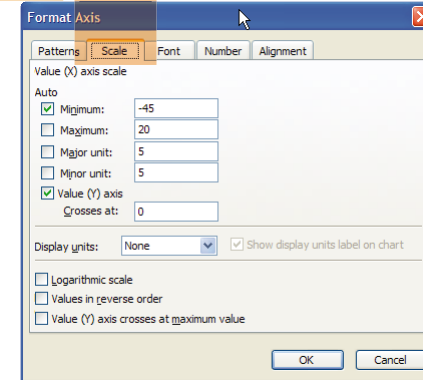 Format Axis
Patterns Scale Font Number Alignment
Value (X) axis scale
Auto
Minimum: -45
Maximum: 20
Major unit: 5
Minor unit: 5
Value (Y) axis
Crosses at: 0
Display units: None Show display units label on chart
Logarithmic scale
Values in reverse order
Value (Y) axis crosses at maximum value
OK Cancel